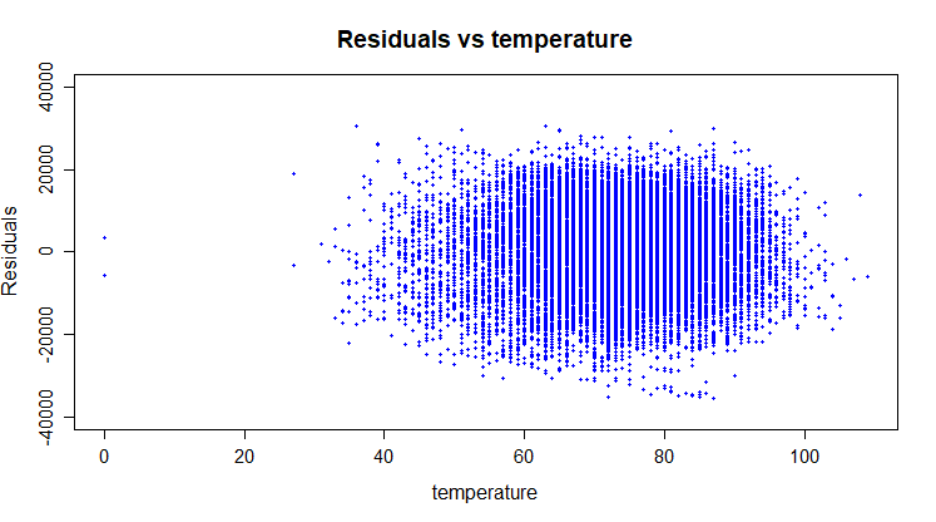 Residuals vs temperature
40000
20000
0
-20000
-40000
Residuals
0 20 40 60 80 100
temperature